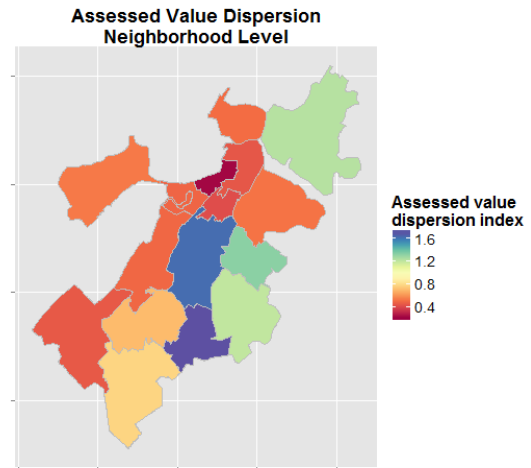 Assessed Value Dispersion
Neighborhood Level
Assessed value
dispersion index
1.6
1.2
0.8
0.4